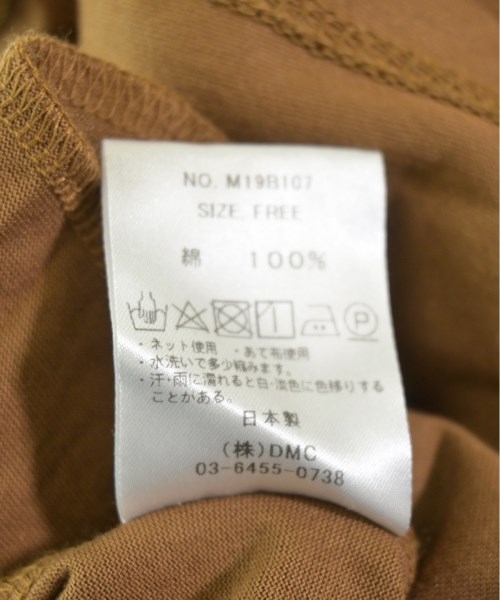 NO. M19B107
SIZE. FREE
綿 100%
・ネット使用 ・あて布使用
・水洗いで多少縮みます。
・汗・雨に濡れると白・淡色に色移りする
ことがある。
日本製
(株)DMC
03-6455-0738